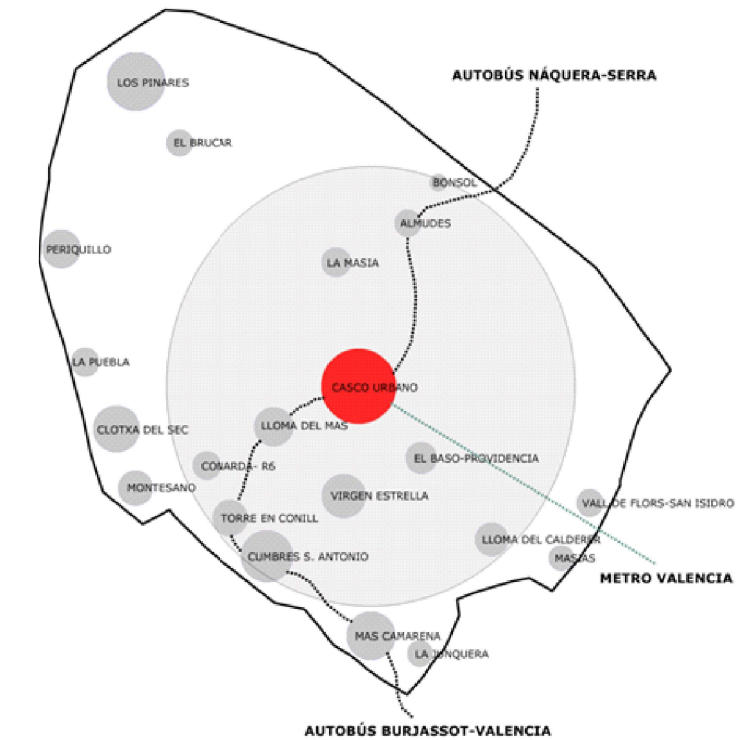 AUTOBÚS NÁQUERA-SERRA
LOS PINARES
EL BRUCAR
BONSOL
ALMUDES
PERIQUILLO
LA MASIA
LA PUEBLA
CASCO URBANO
LLOMA DEL MAS
CLOTXA DEL SEC
EL BASO-PROVIDENCIA
CONARDA- R6
MONTESANO
VIRGEN ESTRELLA
VALL DE FLORS-SAN ISIDRO
TORRE EN CONILL
LLOMA DEL CALDERER
CUMBRES S. ANTONIO
MASIAS
METRO VALENCIA
MAS CAMARENA
LA JUNQUERA
AUTOBÚS BURJASSOT-VALENCIA